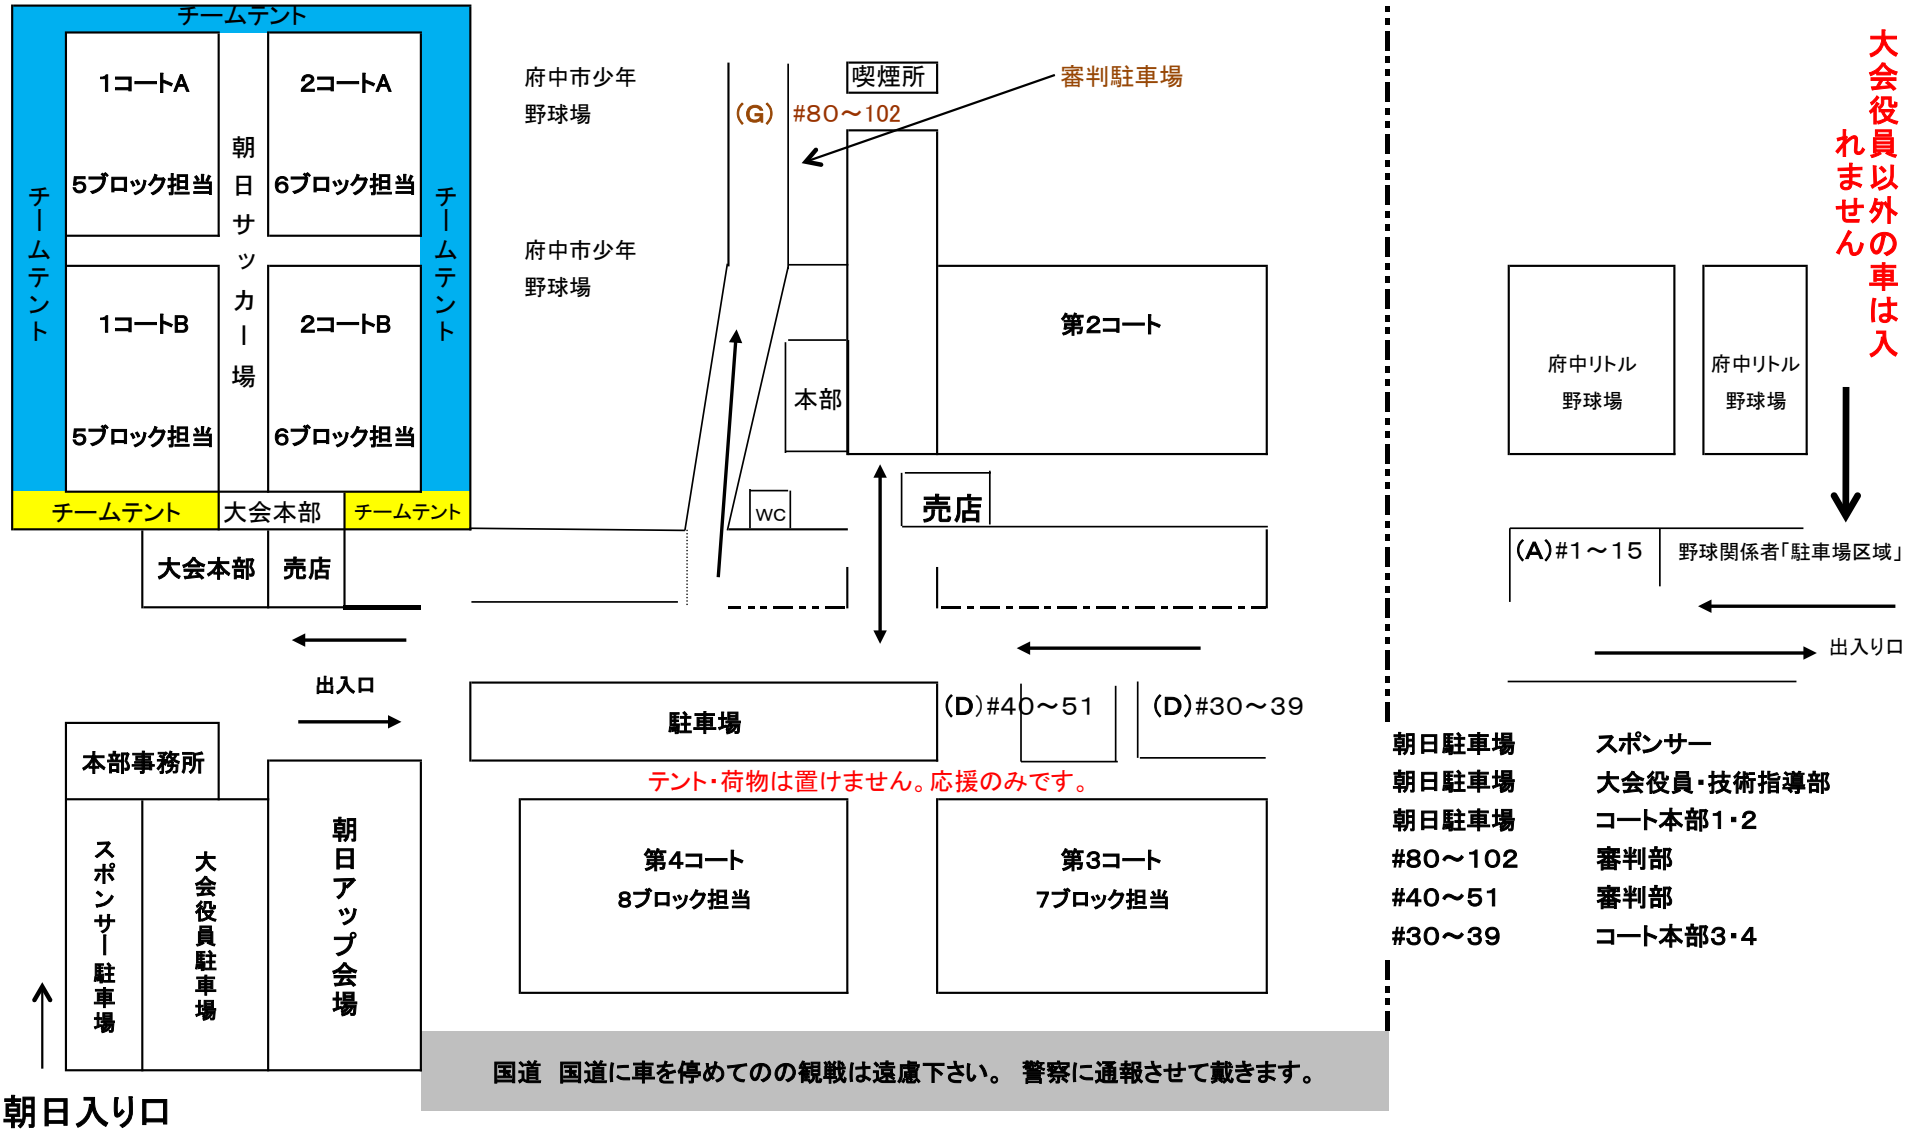 チームテント
1コートA
2コートA
5ブロック担当
6ブロック担当
朝日サッカー場
チームテント
チームテント
1コートB
2コートB
5ブロック担当
6ブロック担当
チームテント
大会本部
チームテント
大会本部
売店
府中市少年
野球場
府中市少年
野球場
(G)
#80〜102
喫煙所
審判駐車場
第2コート
本部
WC
売店
大会役員以外の車は入
れません
府中リトル
野球場
府中リトル
野球場
(A)#1〜15
野球関係者「駐車場区域」
出入り口
出入口
駐車場
(D)#40〜51
(D)#30〜39
テント・荷物は置けません。応援のみです。
本部事務所
スポンサー駐車場
大会役員駐車場
朝日アップ会場
第4コート
8ブロック担当
第3コート
7ブロック担当
朝日駐車場 スポンサー
朝日駐車場 大会役員・技術指導部
朝日駐車場 コート本部1・2
#80〜102 審判部
#40〜51 審判部
#30〜39 コート本部3・4
国道 国道に車を停めてのの観戦は遠慮下さい。 警察に通報させて戴きます。
朝日入り口